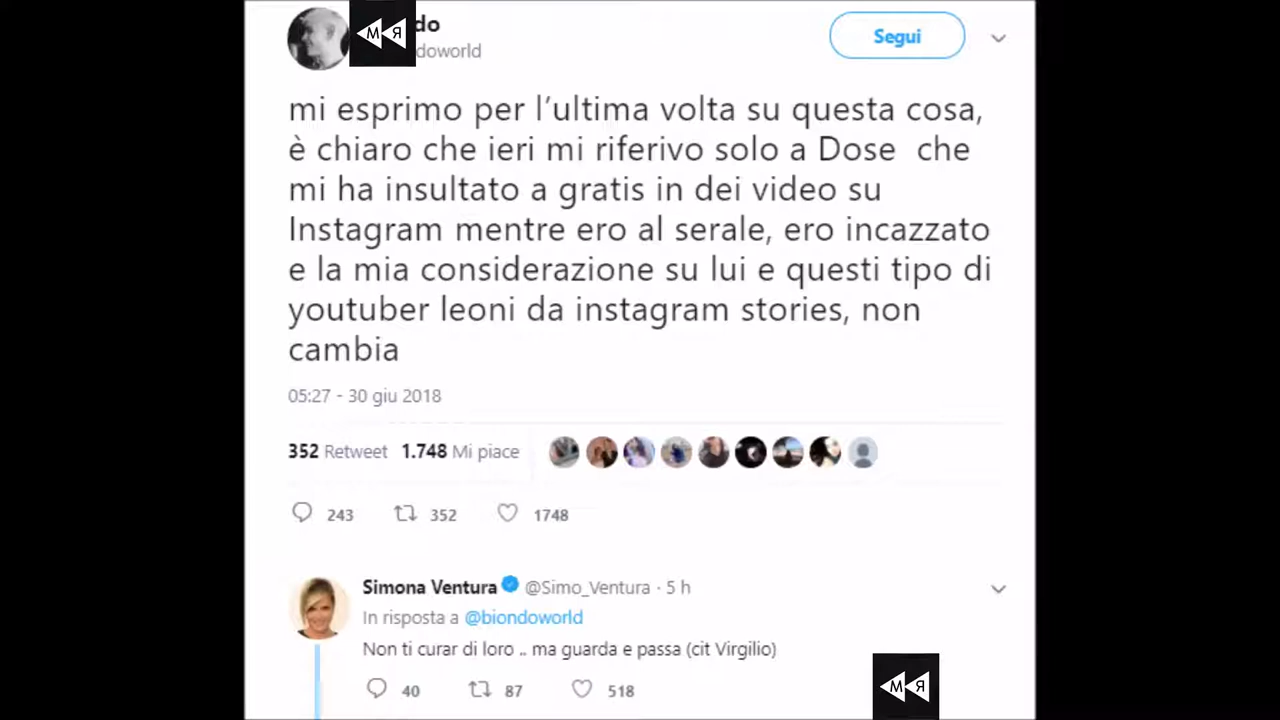 do
MR
doworld
Segui
mi esprimo per l'ultima volta su questa cosa,
è chiaro che ieri mi riferivo solo a Dose che
mi ha insultato a gratis in dei video su
Instagram mentre ero al serale, ero incazzato
e la mia considerazione su lui e questi tipo di
youtuber leoni da instagram stories, non
cambia
05:27 - 30 giu 2018
352 Retweet 1.748 Mi piace
243 352 1748
Simona Ventura @Simo_Ventura · 5 h
In risposta a @biondoworld
Non ti curar di loro .. ma guarda e passa (cit Virgilio)
40 87 518
MR